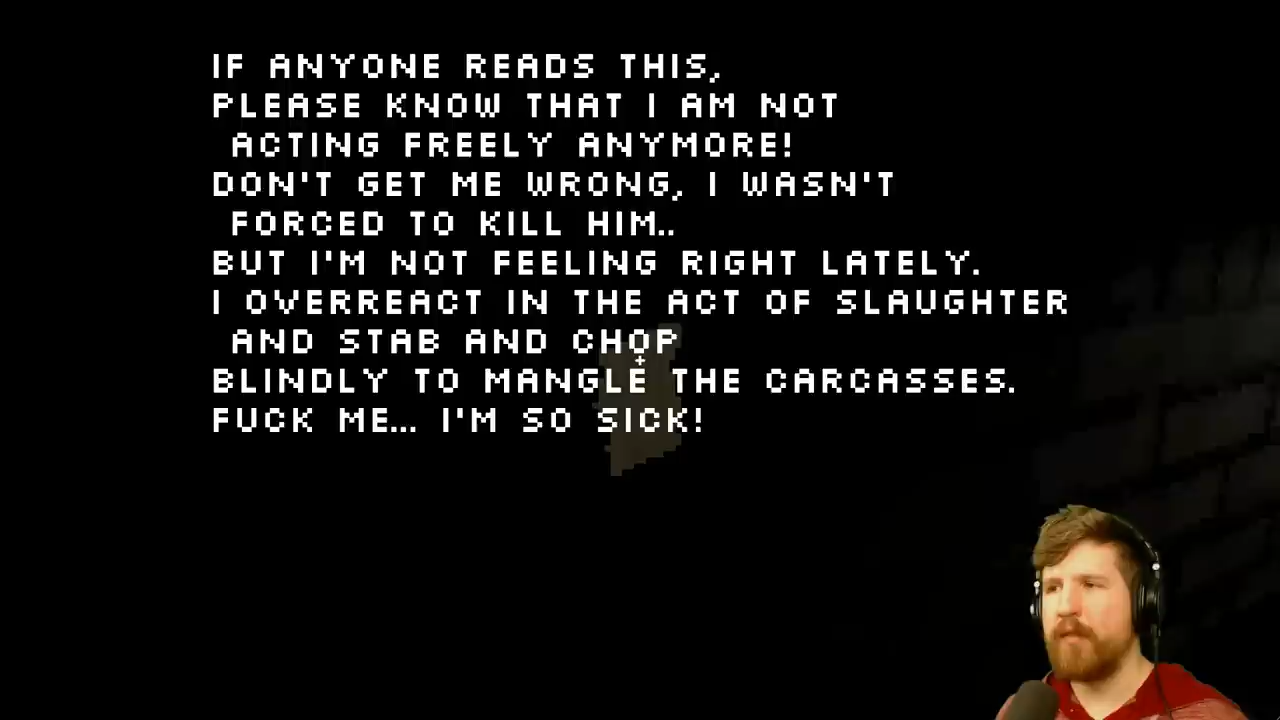 IF ANYONE READS THIS,
PLEASE KNOW THAT I AM NOT
ACTING FREELY ANYMORE!
DON'T GET ME WRONG, I WASN'T
FORCED TO KILL HIM..
BUT I'M NOT FEELING RIGHT LATELY.
I OVERREACT IN THE ACT OF SLAUGHTER
AND STAB AND CHOP
BLINDLY TO MANGLE THE CARCASSES.
FUCK ME... I'M SO SICK!